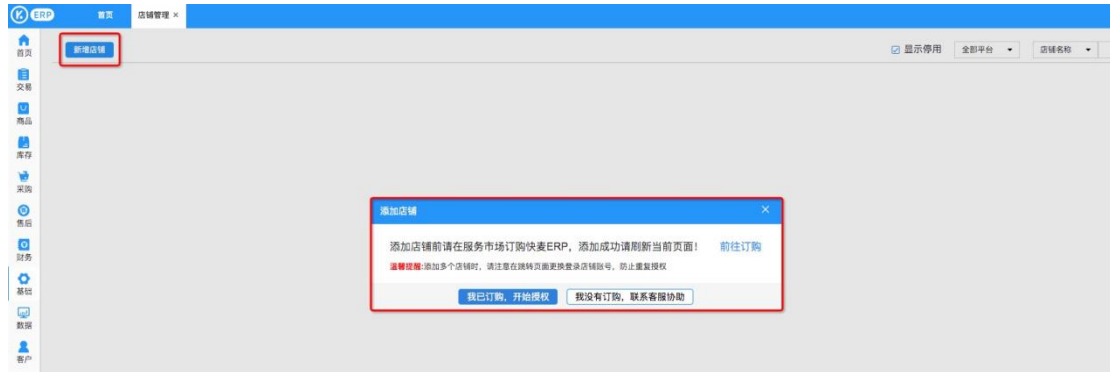 ERP 首页 店铺管理 ×
首页
新增店铺
显示停用 全部平台 店铺名称
交易
商品
库存
采购
添加店铺 ×
售后
添加店铺前请在服务市场订购快麦ERP，添加成功请刷新当前页面! 前往订购
温馨提醒:添加多个店铺时，请注意在跳转页面更换登录店铺账号，防止重复授权
财务
基础
我已订购，开始授权 我没有订购，联系客服协助
数据
客户